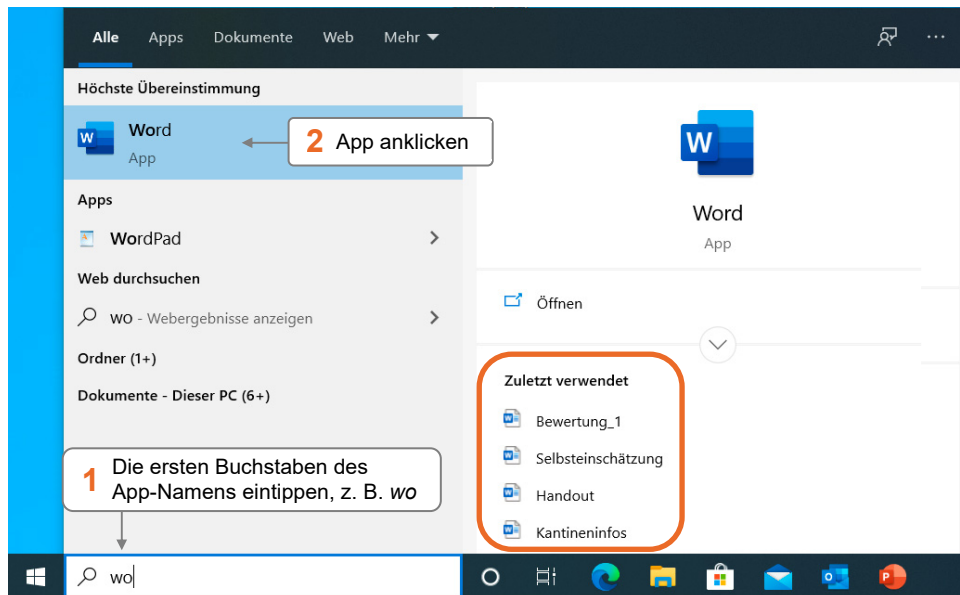 Alle Apps Dokumente Web Mehr
Höchste Übereinstimmung
Word
App
2 App anklicken
Apps
WordPad
Web durchsuchen
wo - Webergebnisse anzeigen
Ordner (1+)
Dokumente - Dieser PC (6+)
1 Die ersten Buchstaben des
App-Namens eintippen, z. B. wo
wo
W
Word
App
Öffnen
Zuletzt verwendet
Bewertung_1
Selbsteinschätzung
Handout
Kantineninfos